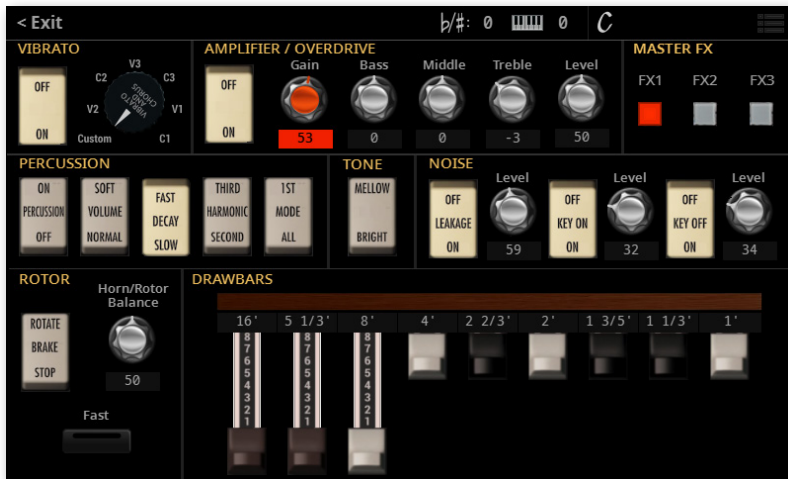 < Exit
b/#: 0
0
C
VIBRATO
OFF
ON
V3
C2
C3
V2
V1
Custom
C1
VIBRATO
AND
CHORUS
AMPLIFIER / OVERDRIVE
OFF
ON
Gain
Bass
Middle
Treble
Level
53
0
0
-3
50
MASTER FX
FX1
FX2
FX3
PERCUSSION
ON
PERCUSSION
OFF
SOFT
VOLUME
NORMAL
FAST
DECAY
SLOW
THIRD
HARMONIC
SECOND
1ST
MODE
ALL
TONE
MELLOW
BRIGHT
NOISE
OFF
LEAKAGE
ON
Level
59
OFF
KEY ON
ON
Level
32
OFF
KEY OFF
ON
Level
34
ROTOR
ROTATE
BRAKE
STOP
Horn/Rotor
Balance
50
Fast
DRAWBARS
16' 5 1/3' 8' 4' 2 2/3' 2' 1 3/5' 1 1/3' 1'
8 8 8
7 7 7
6 6 6
5 5 5
4 4 4
3 3 3
2 2 2
1 1 1